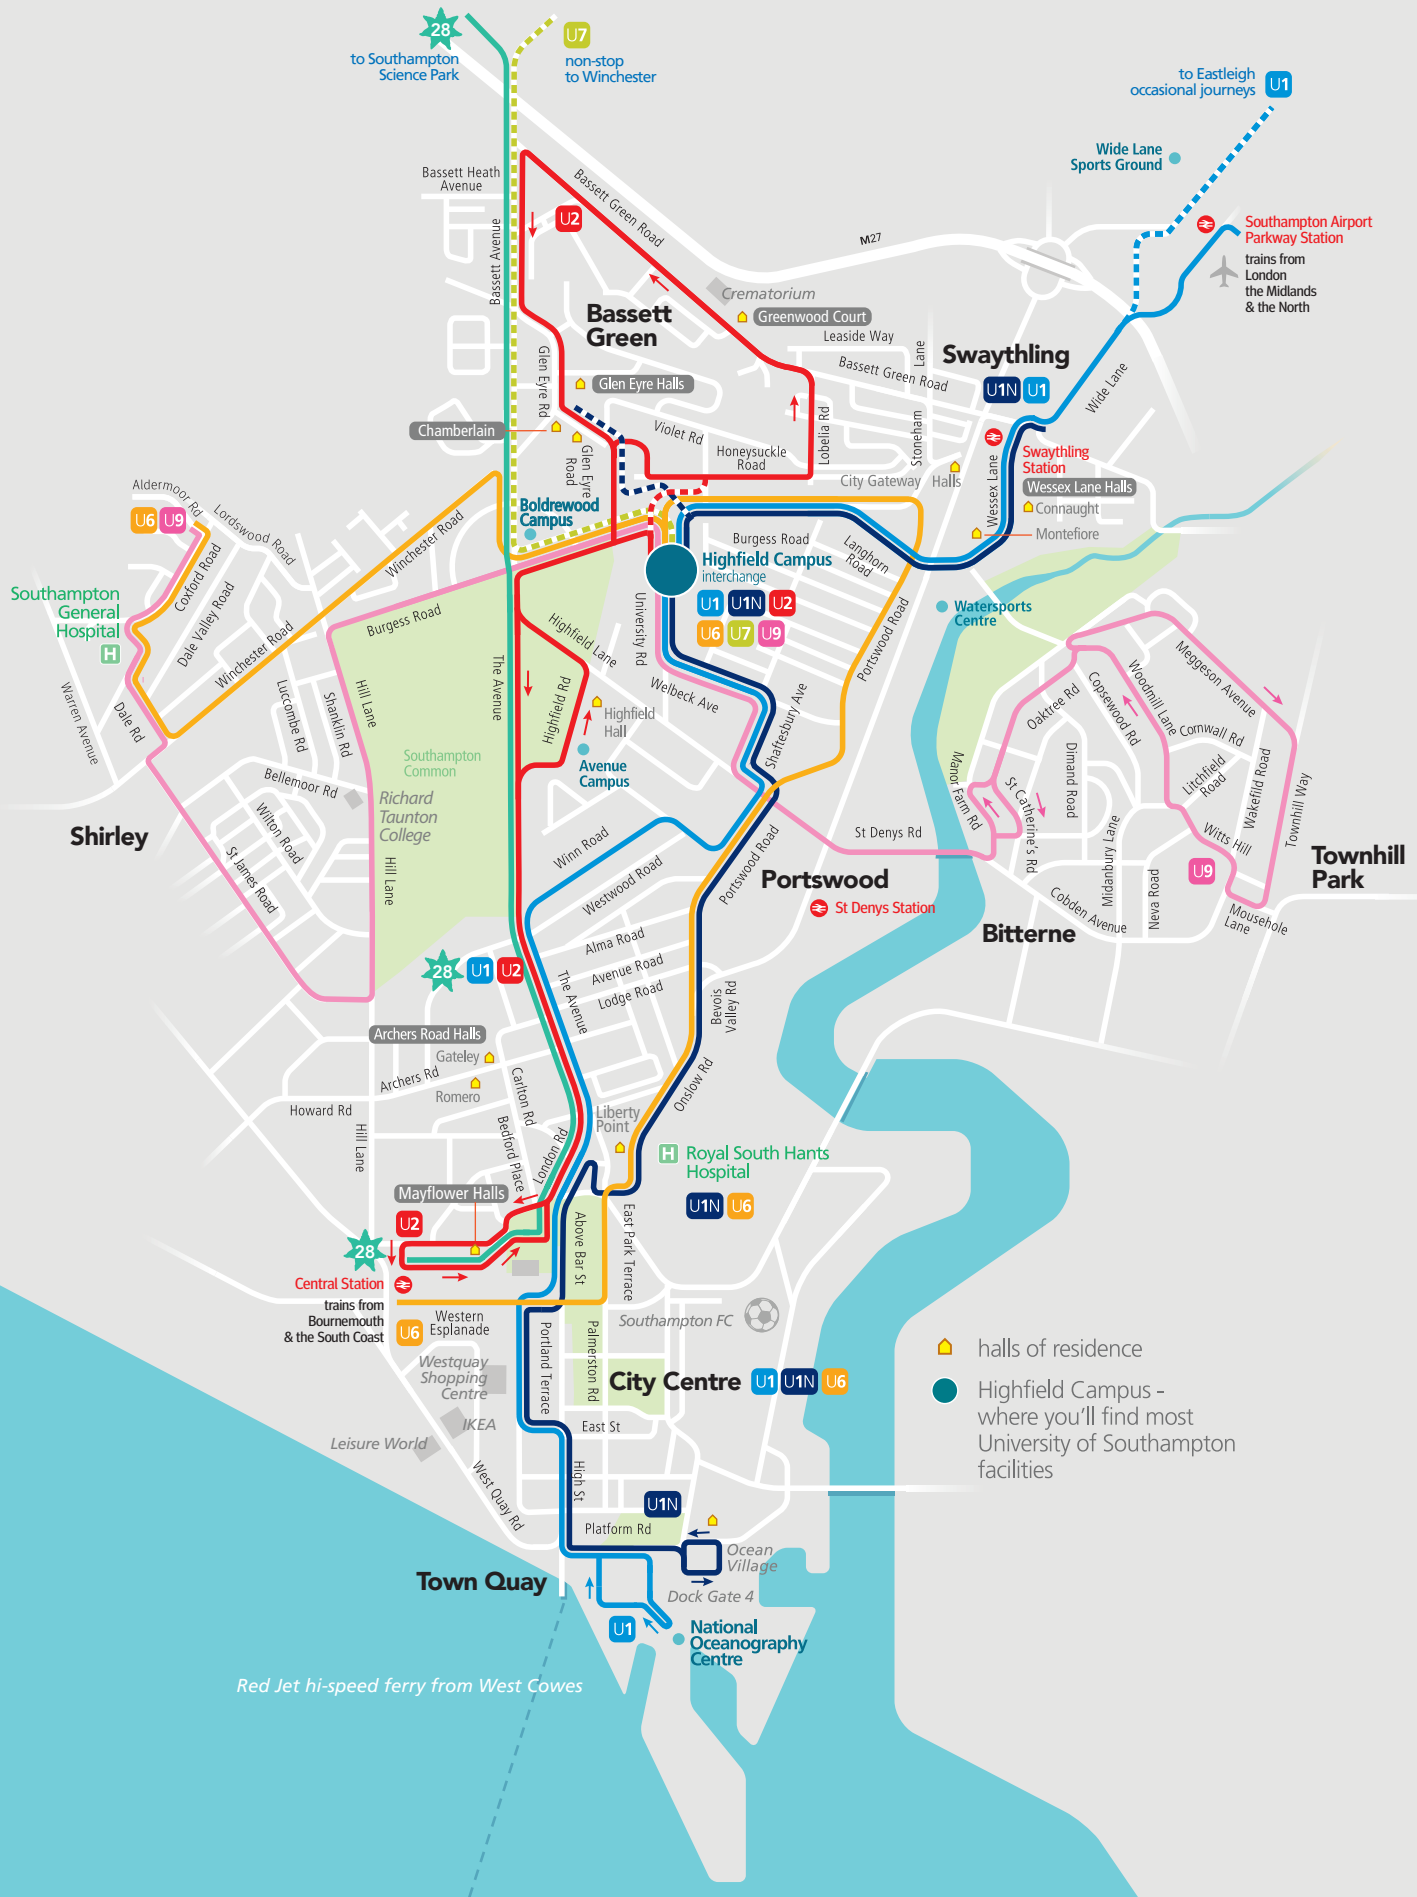 28
to Southampton
Science Park
U7
non-stop
to Winchester
to Eastleigh
occasional journeys
U1
Wide Lane
Sports Ground
Bassett Heath
Avenue
Bassett Avenue
U2
Bassett Green Road
M27
Southampton Airport
Parkway Station
trains from
London
the Midlands
& the North
Crematorium
Greenwood Court
Bassett
Green
Leaside Way
Lane
Stoneham
Bassett Green Road
Swaythling
U1N U1
Wide Lane
Glen Eyre Rd
Glen Eyre Halls
Chamberlain
Violet Rd
Lobelia Rd
Honeysuckle
Road
Glen Eyre
Road
City Gateway Halls
Swaythling
Station
Wessex Lane
Wessex Lane Halls
Connaught
Montefiore
Aldermoor Rd
U6 U9
Lordswood Road
Winchester Road
Boldrewood
Campus
Burgess Road
Langhorn
Road
Highfield Campus
interchange
U1 U1N U2
U6 U7 U9
Coxford Road
Southampton
General
Hospital
H
Dale Valley Road
Winchester Road
Burgess Road
University Rd
Highfield Lane
Portswood Road
Watersports
Centre
Warren Avenue
Dale Rd
Luccombe Rd
Shanklin Rd
Hill Lane
The Avenue
Highfield Rd
Highfield
Hall
Welbeck Ave
Shaftesbury Ave
Meggeson Avenue
Woodmill Lane
Copsewood Rd
Oaktree Rd
Cornwall Rd
Southampton
Common
Avenue
Campus
Manor Farm Rd
St Catherine's Rd
Dimand Road
Litchfield
Road
Wakefild Road
Townhill Way
Bellemoor Rd
Richard
Taunton
College
Shirley
Wilton Road
St James Road
Hill Lane
Winn Road
Westwood Road
Portswood Road
St Denys Rd
Midanbury Lane
Witts Hill
U9
Townhill
Park
Portswood
St Denys Station
Neva Road
Cobden Avenue
Mousehole
Lane
Bitterne
Alma Road
Avenue Road
Lodge Road
28 U1 U2
The Avenue
Bevois
Valley Rd
Archers Road Halls
Gateley
Archers Rd
Romero
Howard Rd
Hill Lane
Carlton Rd
Bedford Place
London Rd
Onslow Rd
Liberty
Point
H
Royal South Hants
Hospital
U1N U6
Mayflower Halls
U2
28
Central Station
trains from
Bournemouth
& the South Coast
U6
Western
Esplanade
Above Bar St
East Park Terrace
Southampton FC
Westquay
Shopping
Centre
Portland Terrace
Palmerston Rd
City Centre U1 U1N U6
halls of residence
Highfield Campus -
where you'll find most
University of Southampton
facilities
IKEA
Leisure World
East St
West Quay Rd
High St
U1N
Platform Rd
Ocean
Village
Town Quay
Dock Gate 4
U1
National
Oceanography
Centre
Red Jet hi-speed ferry from West Cowes